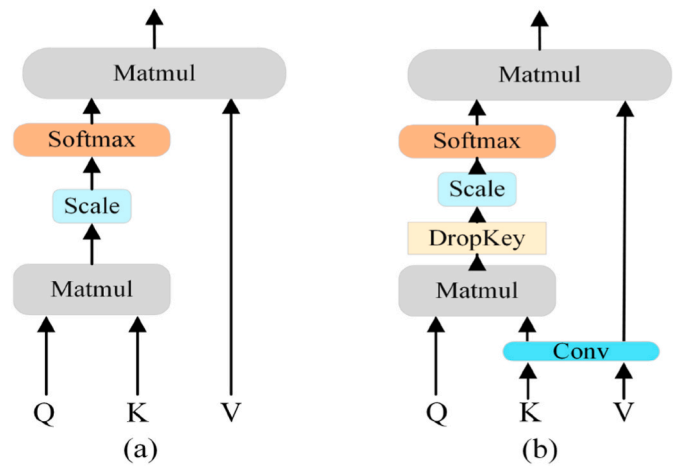 Matmul
Softmax
Scale
Matmul
Q K V
(a)
Matmul
Softmax
Scale
DropKey
Matmul
Conv
Q K V
(b)